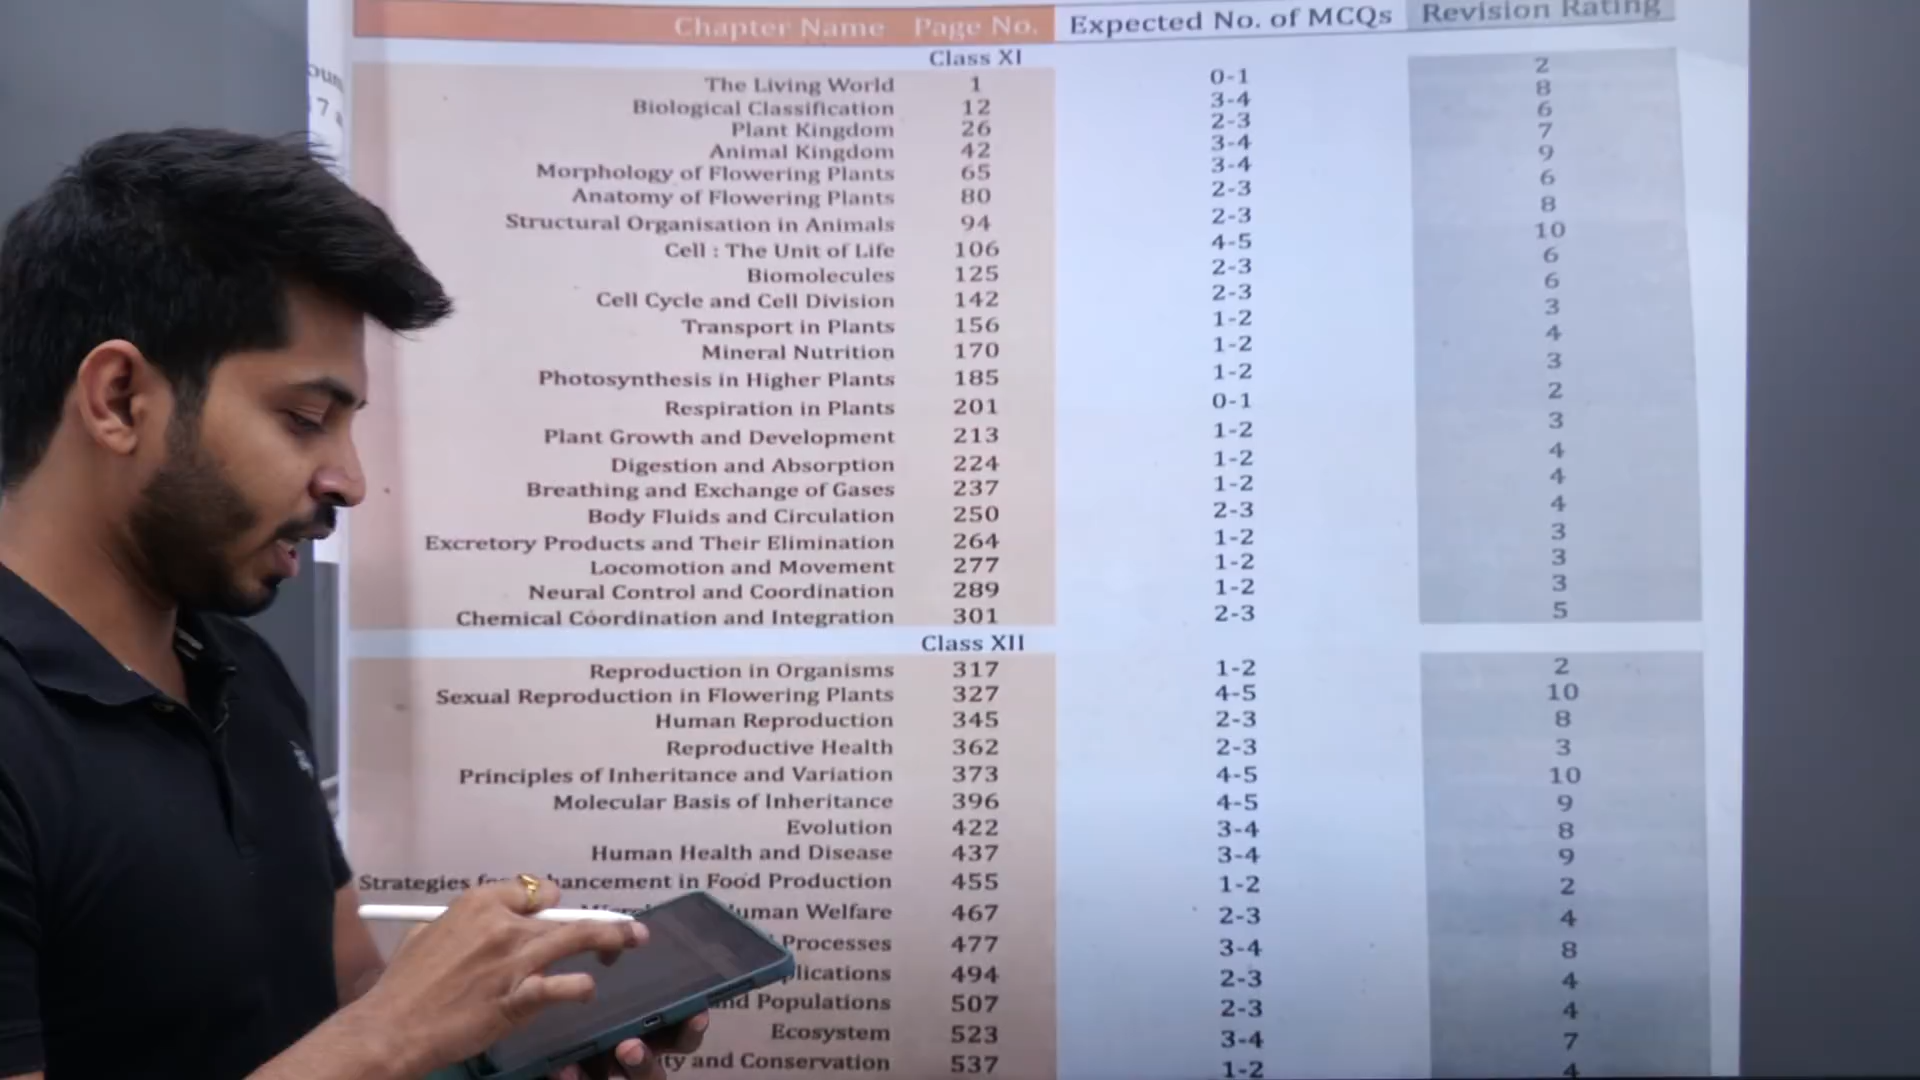 Chapter Name Page No. Expected No. of MCQs Revision Rating
Class XI
The Living World 1 0-1 2
Biological Classification 12 3-4 8
Plant Kingdom 26 2-3 6
Animal Kingdom 42 3-4 7
Morphology of Flowering Plants 65 3-4 9
Anatomy of Flowering Plants 80 2-3 6
Structural Organisation in Animals 94 2-3 8
Cell : The Unit of Life 106 4-5 10
Biomolecules 125 2-3 6
Cell Cycle and Cell Division 142 2-3 6
Transport in Plants 156 1-2 3
Mineral Nutrition 170 1-2 4
Photosynthesis in Higher Plants 185 1-2 3
Respiration in Plants 201 0-1 2
Plant Growth and Development 213 1-2 3
Digestion and Absorption 224 1-2 4
Breathing and Exchange of Gases 237 1-2 4
Body Fluids and Circulation 250 2-3 4
Excretory Products and Their Elimination 264 1-2 3
Locomotion and Movement 277 1-2 3
Neural Control and Coordination 289 1-2 3
Chemical Coordination and Integration 301 2-3 5
Class XII
Reproduction in Organisms 317 1-2 2
Sexual Reproduction in Flowering Plants 327 4-5 10
Human Reproduction 345 2-3 8
Reproductive Health 362 2-3 3
Principles of Inheritance and Variation 373 4-5 10
Molecular Basis of Inheritance 396 4-5 9
Evolution 422 3-4 8
Human Health and Disease 437 3-4 9
Strategies in Food Production 455 1-2 2
Welfare 467 2-3 4
Processes 477 3-4 8
494 2-3 4
Populations 507 2-3 4
Ecosystem 523 3-4 7
and Conservation 537 1-2 4